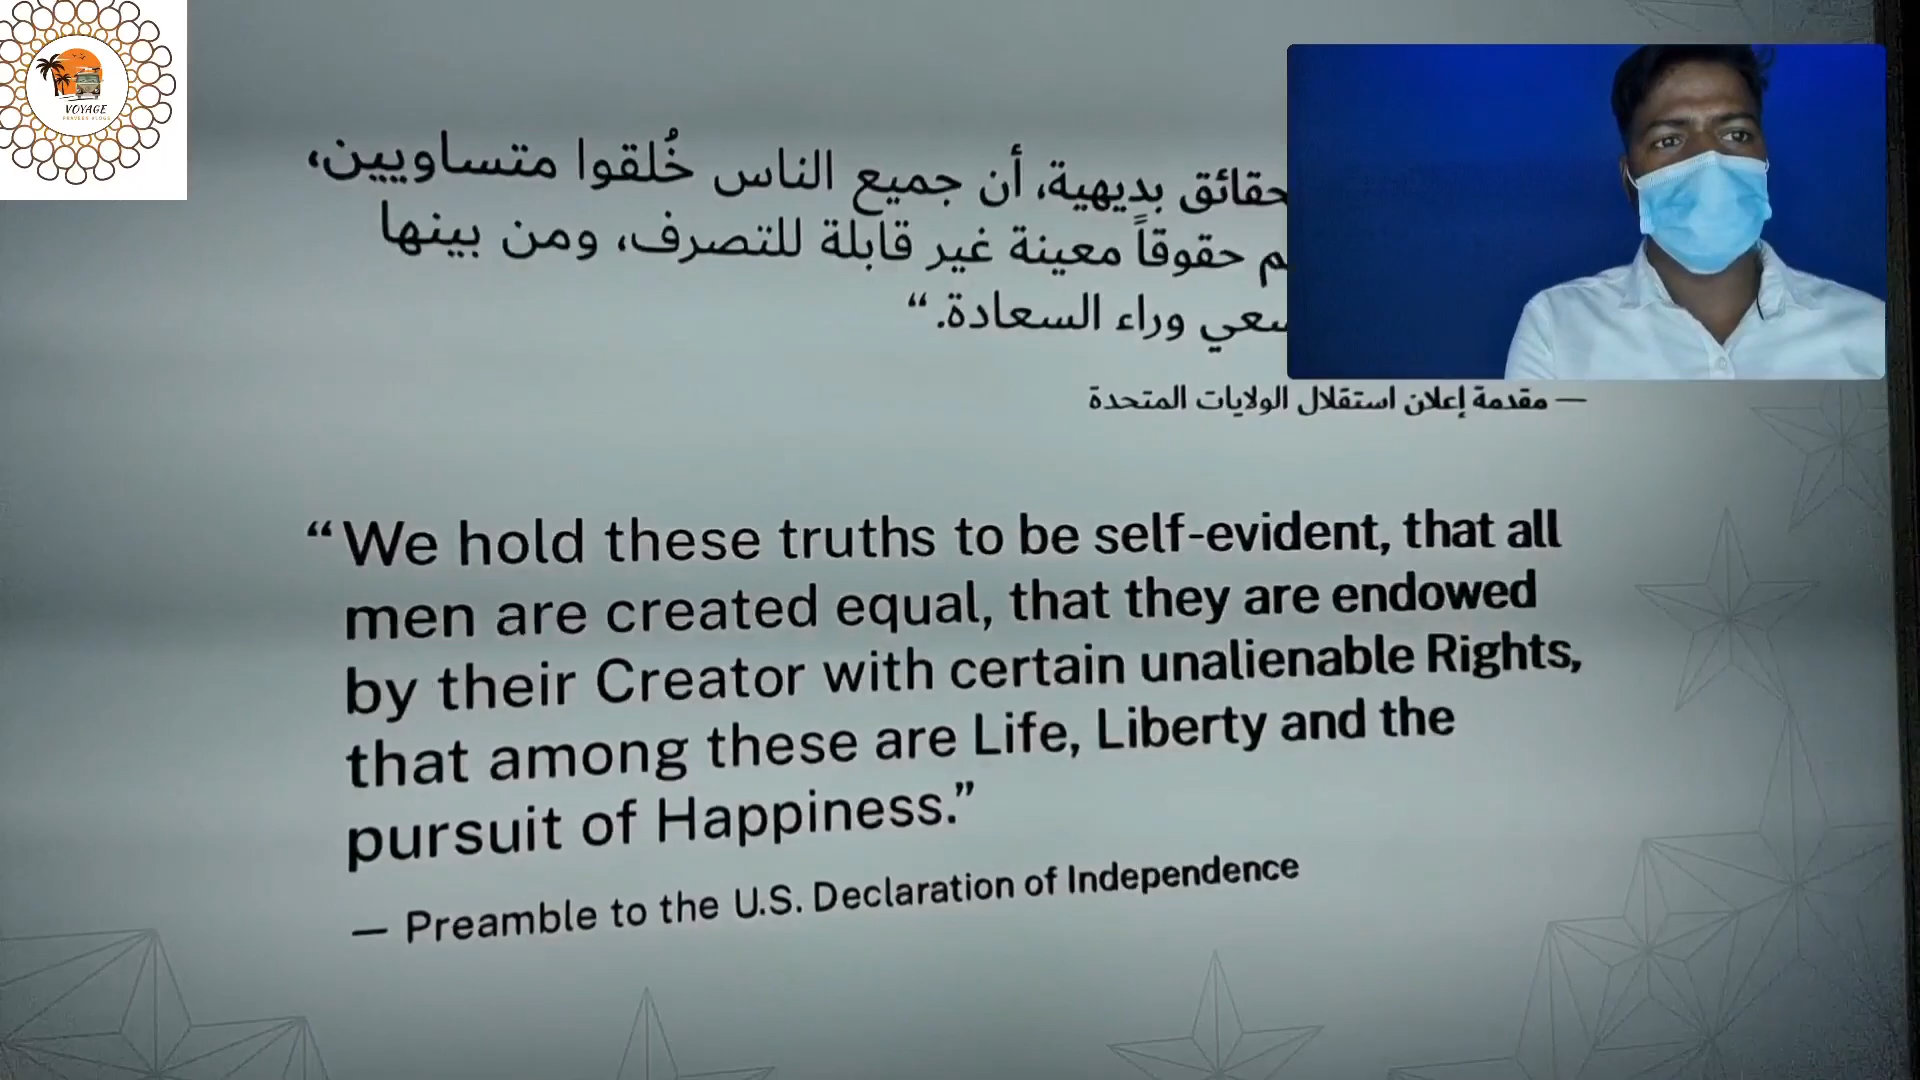 VOYAGE
PRAVEEN VLOGS
حقائق بديهية، أن جميع الناس خُلقوا متساويين،
حقوقاً معينة غير قابلة للتصرف، ومن بينها
وراء السعادة.“
— مقدمة إعلان استقلال الولايات المتحدة
“We hold these truths to be self-evident, that all
men are created equal, that they are endowed
by their Creator with certain unalienable Rights,
that among these are Life, Liberty and the
pursuit of Happiness.”
— Preamble to the U.S. Declaration of Independence